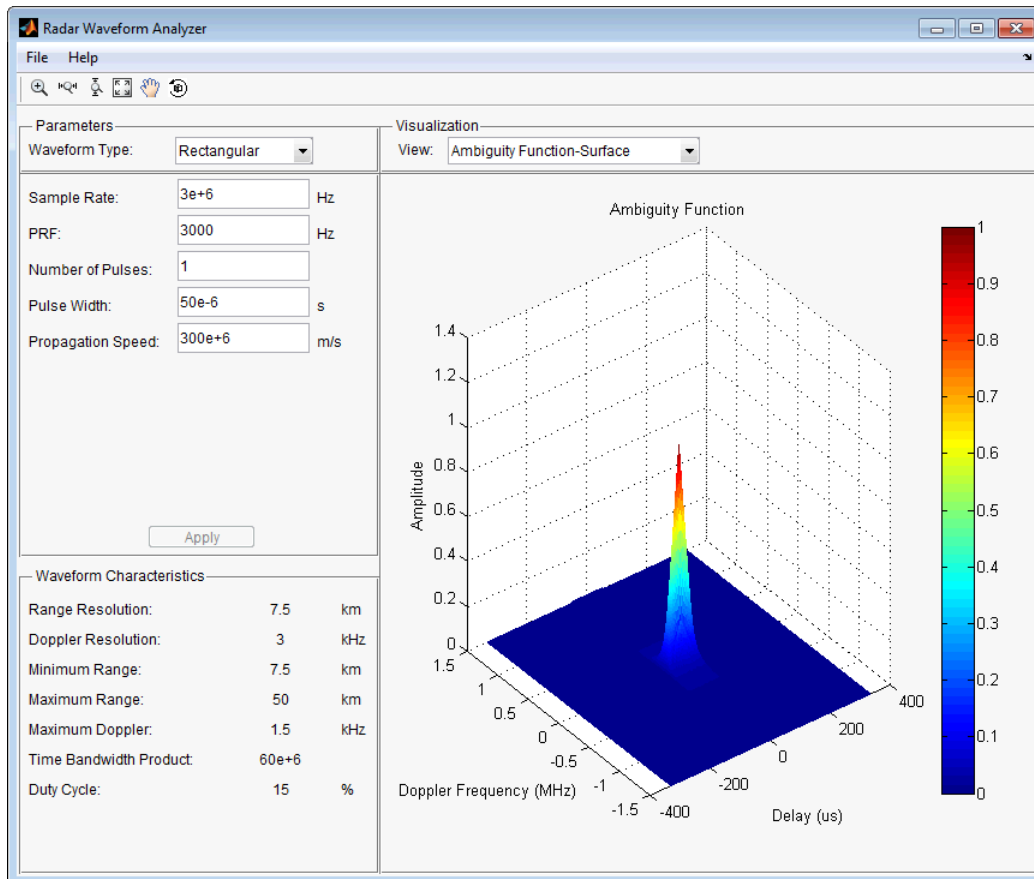 Radar Waveform Analyzer
File Help
Parameters
Waveform Type: Rectangular
Sample Rate: 3e+6 Hz
PRF: 3000 Hz
Number of Pulses: 1
Pulse Width: 50e-6 s
Propagation Speed: 300e+6 m/s
Apply
Waveform Characteristics
Range Resolution: 7.5 km
Doppler Resolution: 3 kHz
Minimum Range: 7.5 km
Maximum Range: 50 km
Maximum Doppler: 1.5 kHz
Time Bandwidth Product: 60e+6
Duty Cycle: 15 %
Visualization
View: Ambiguity Function-Surface
Ambiguity Function
1.4
1.2
1
0.8
0.6
0.4
0.2
0
Amplitude
1.5
1
0.5
0
-0.5
-1
-1.5
Doppler Frequency (MHz)
-400
-200
0
200
400
Delay (us)
1
0.9
0.8
0.7
0.6
0.5
0.4
0.3
0.2
0.1
0